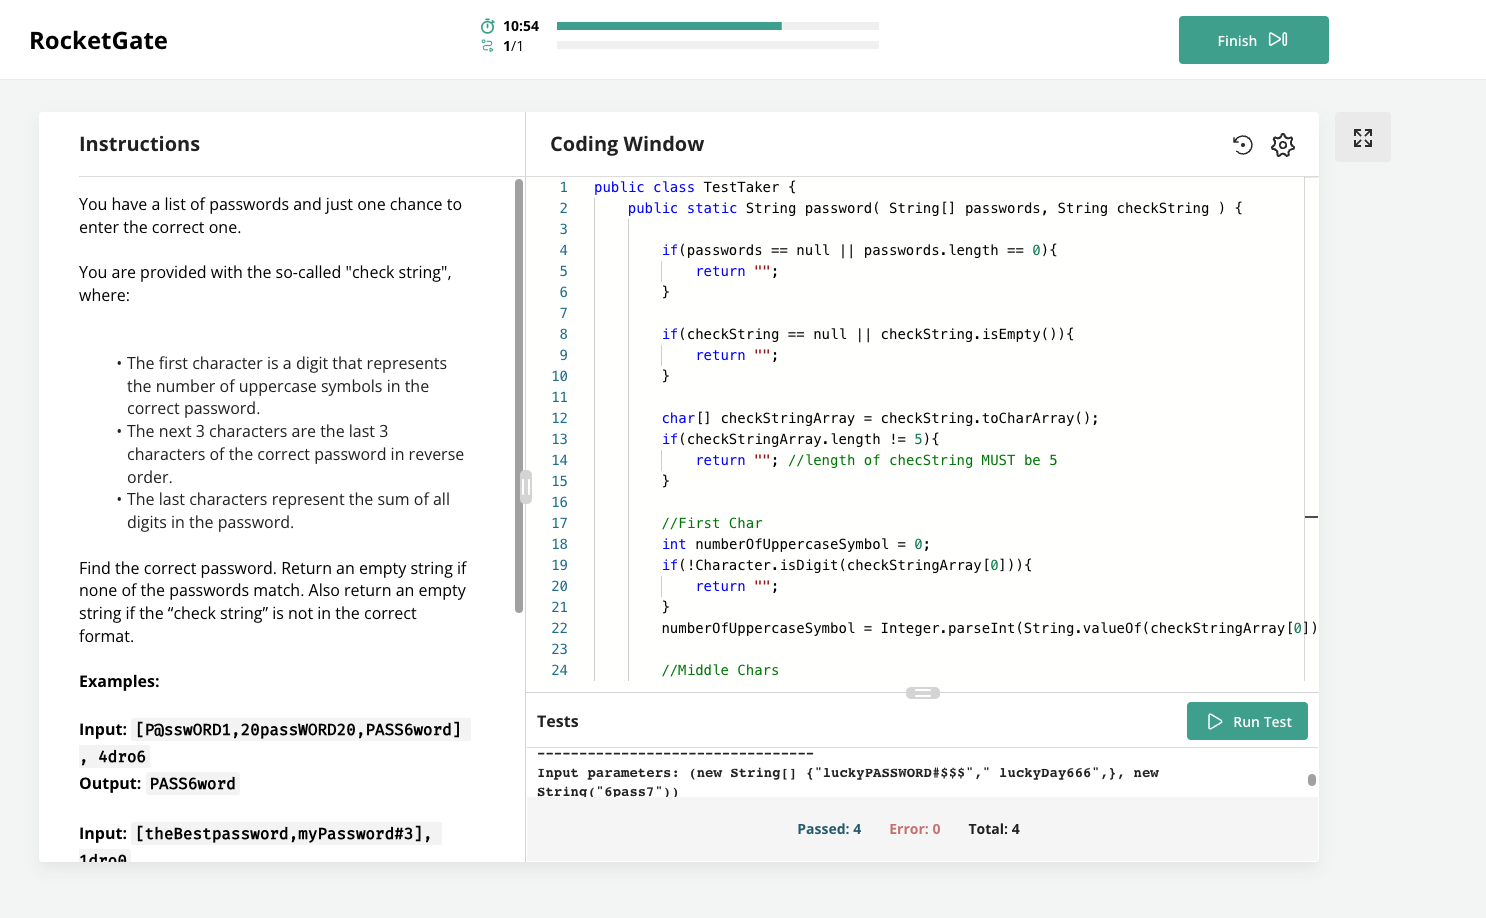 RocketGate
10:54
1/1
Finish
Instructions
You have a list of passwords and just one chance to
enter the correct one.
You are provided with the so-called "check string",
where:
• The first character is a digit that represents
the number of uppercase symbols in the
correct password.
• The next 3 characters are the last 3
characters of the correct password in reverse
order.
• The last characters represent the sum of all
digits in the password.
Find the correct password. Return an empty string if
none of the passwords match. Also return an empty
string if the “check string” is not in the correct
format.
Examples:
Input: [P@sswORD1,20passWORD20,PASS6word]
, 4dro6
Output: PASS6word
Input: [theBestpassword,myPassword#3],
1dro0
Coding Window
1 public class TestTaker {
2 public static String password( String[] passwords, String checkString ) {
3
4 if(passwords == null || passwords.length == 0){
5 return "";
6 }
7
8 if(checkString == null || checkString.isEmpty()){
9 return "";
10 }
11
12 char[] checkStringArray = checkString.toCharArray();
13 if(checkStringArray.length != 5){
14 return ""; //length of checString MUST be 5
15 }
16
17 //First Char
18 int numberOfUppercaseSymbol = 0;
19 if(!Character.isDigit(checkStringArray[0])){
20 return "";
21 }
22 numberOfUppercaseSymbol = Integer.parseInt(String.valueOf(checkStringArray[0])
23
24 //Middle Chars
Tests
Run Test
---------------------------------
Input parameters: (new String[] {"luckyPASSWORD#$$$"," luckyDay666",}, new
String("6pass7"))
Passed: 4 Error: 0 Total: 4